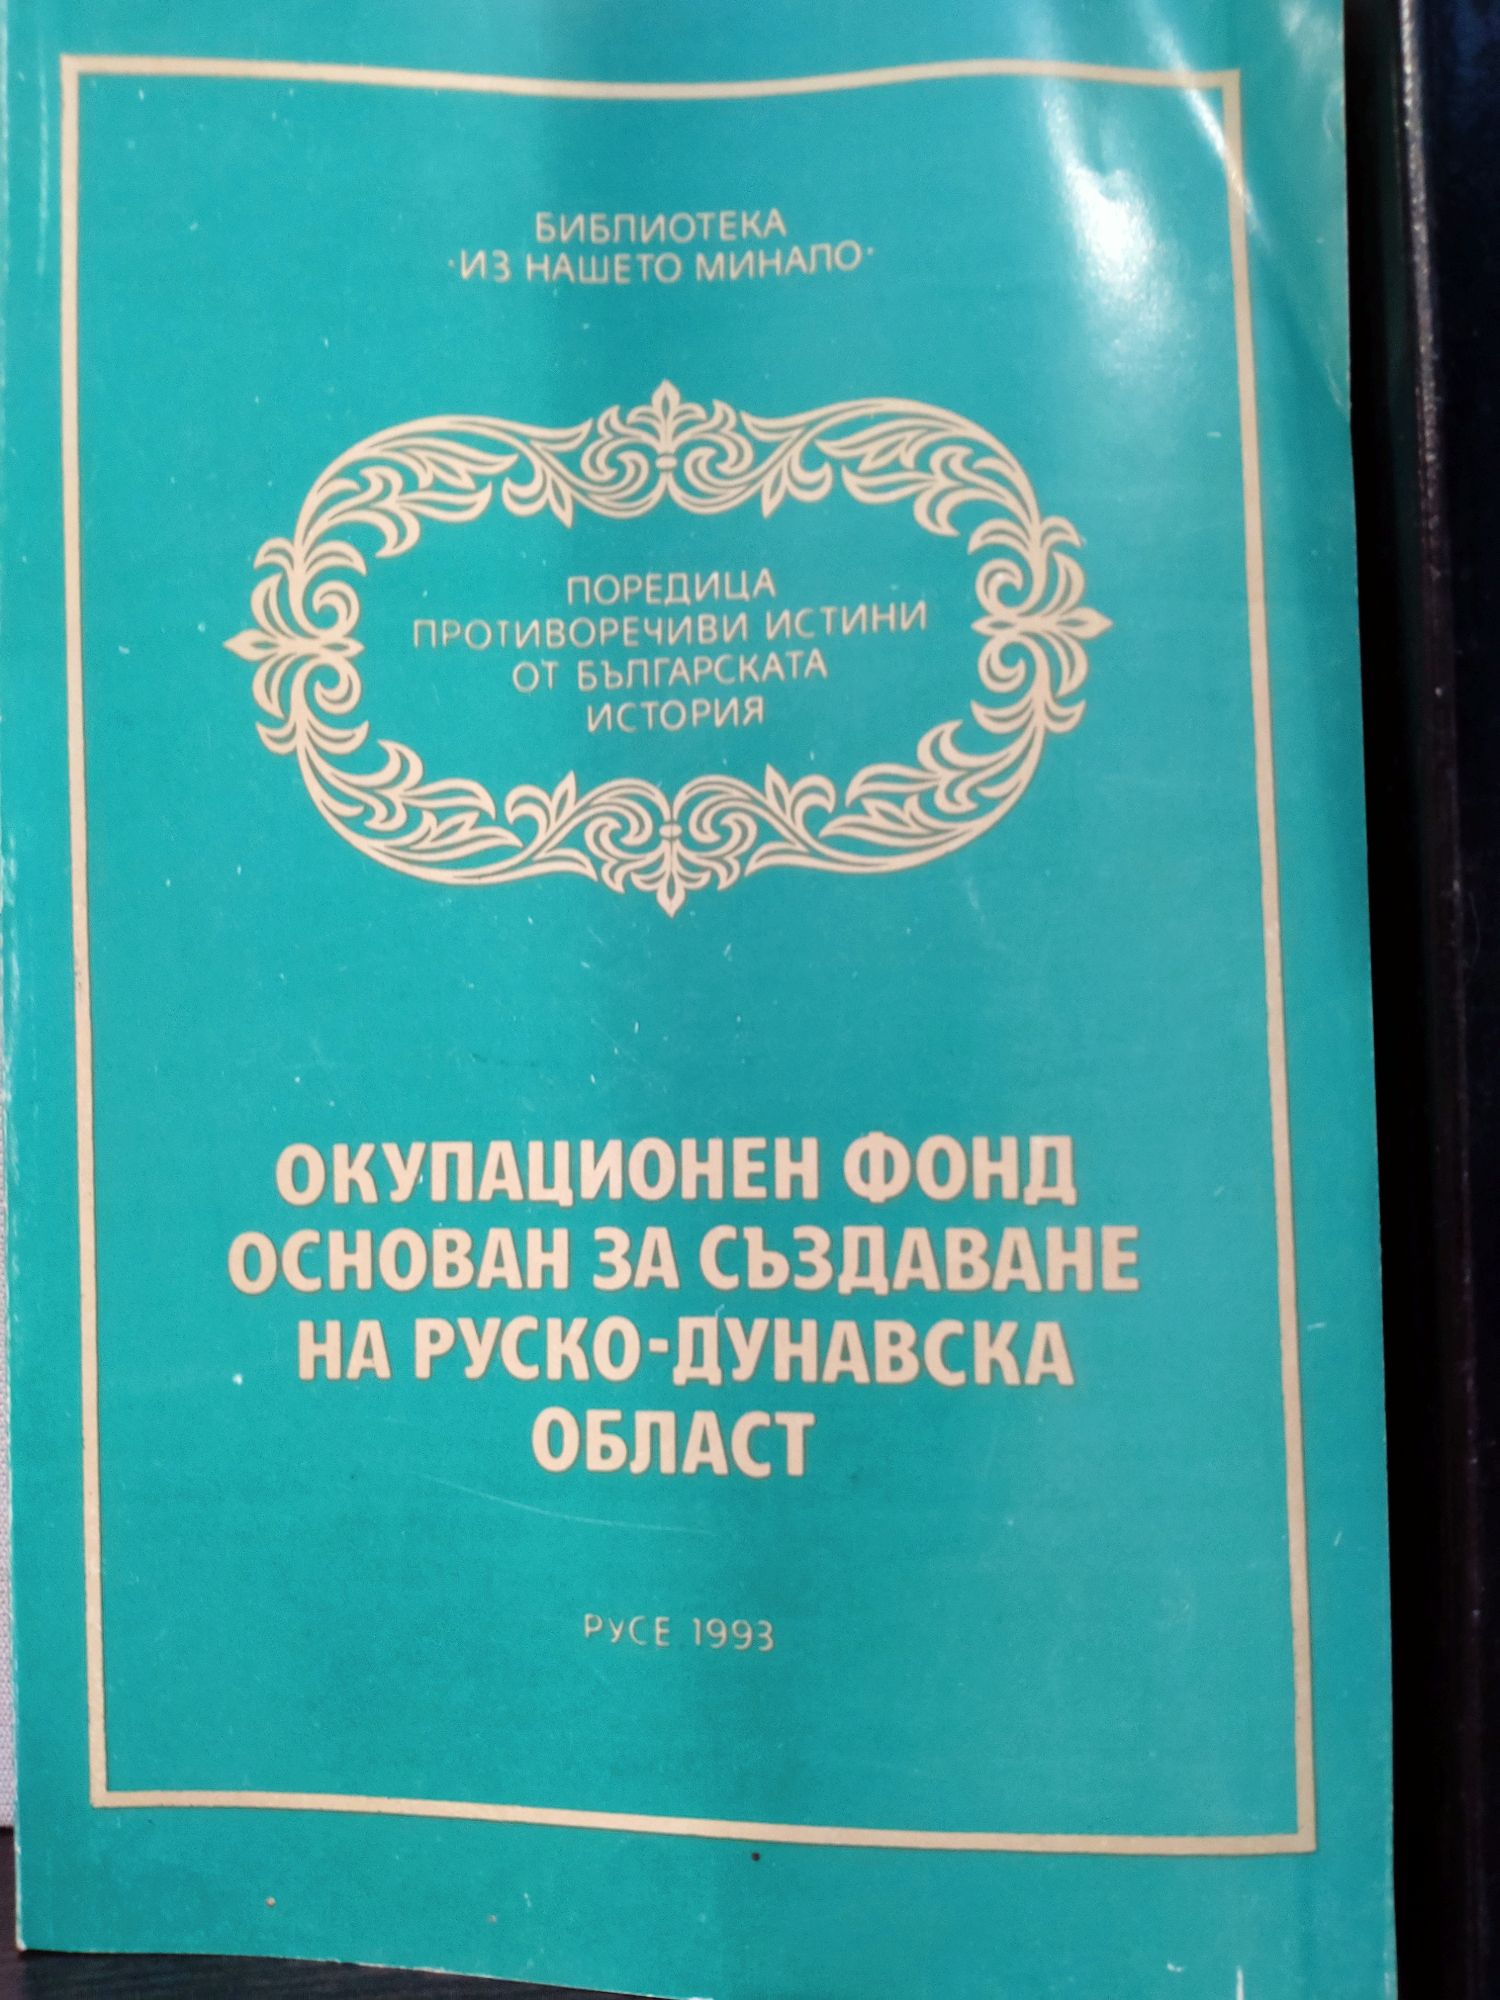 БИБЛИОТЕКА
"ИЗ НАШЕТО МИНАЛО"
ПОРЕДИЦА
ПРОТИВОРЕЧИВИ ИСТИНИ
ОТ БЪЛГАРСКАТА
ИСТОРИЯ
ОКУПАЦИОНЕН ФОНД
ОСНОВАН ЗА СЪЗДАВАНЕ
НА РУСКО-ДУНАВСКА
ОБЛАСТ
РУСЕ 1993